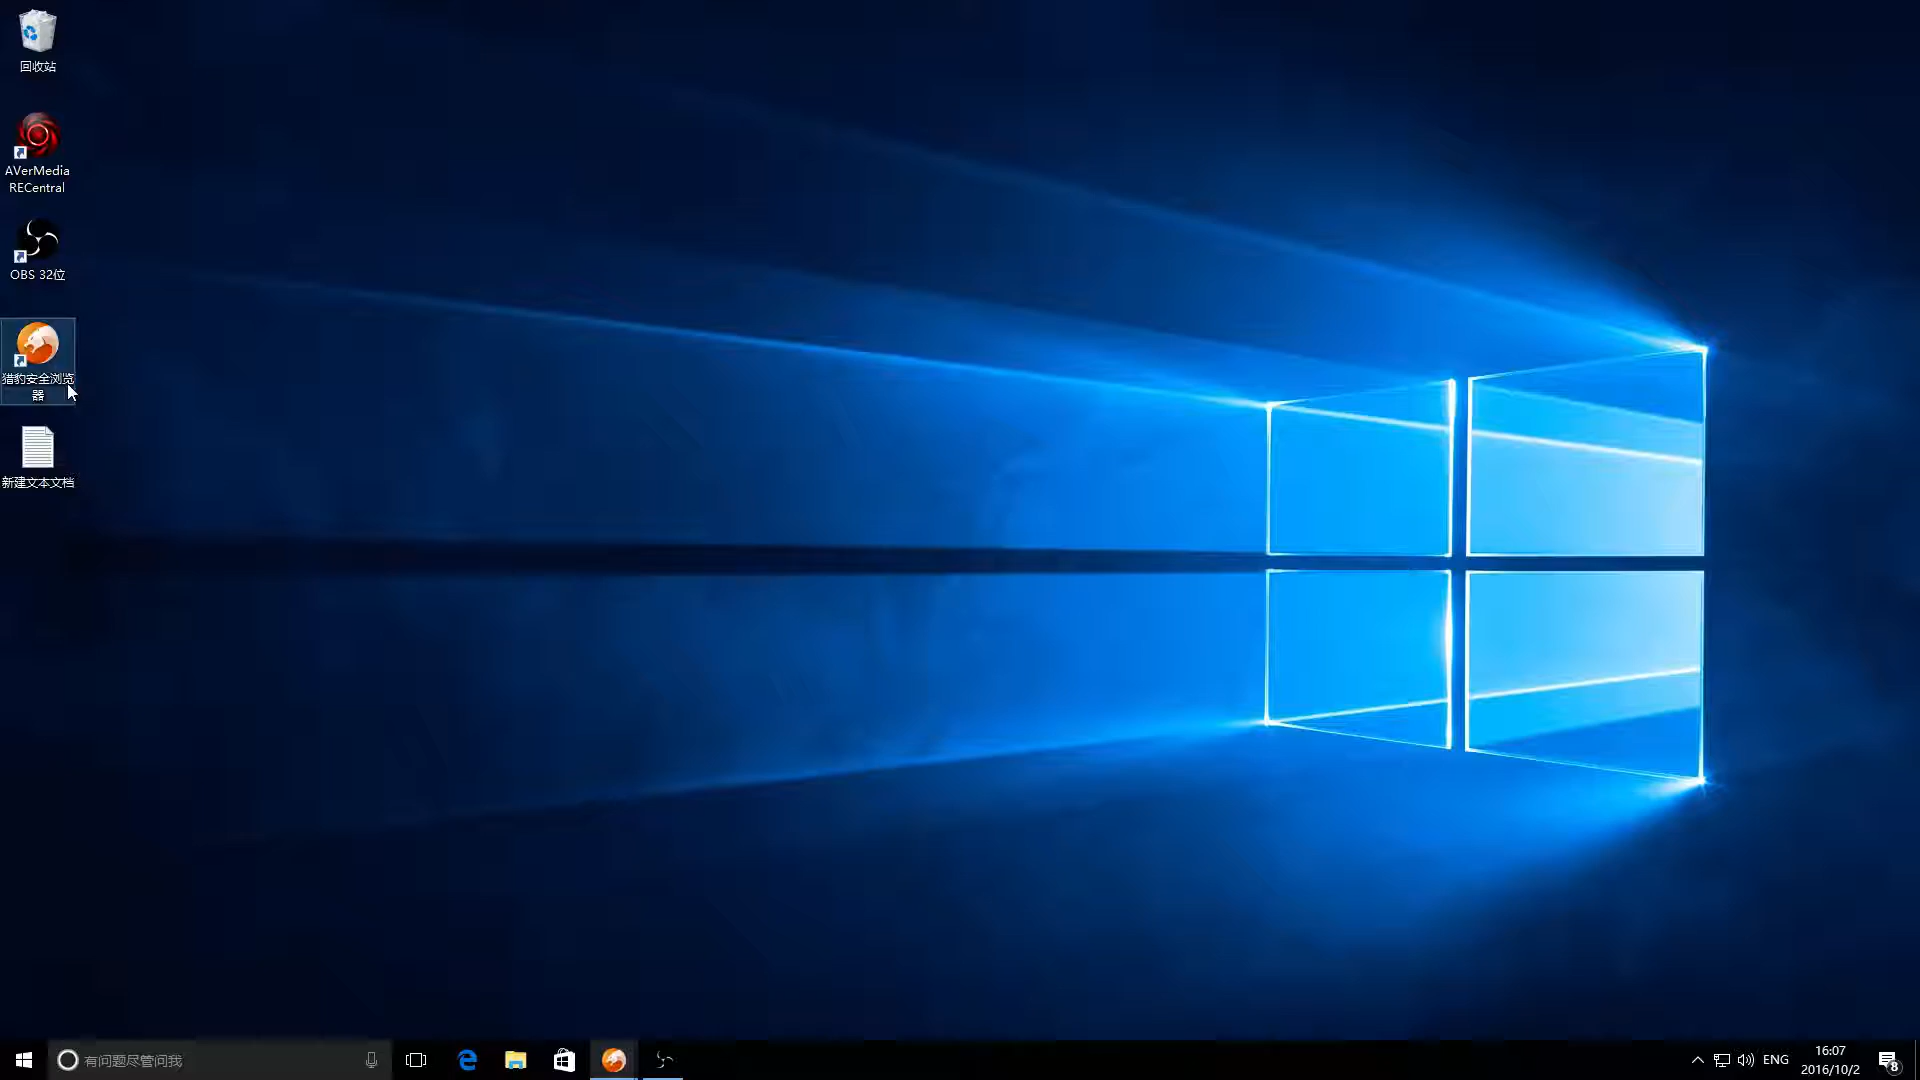 回收站
AVerMedia
RECentral
OBS 32位
猎豹安全浏览
器
新建文本文档
有问题尽管问我
ENG
16:07
2016/10/2
8